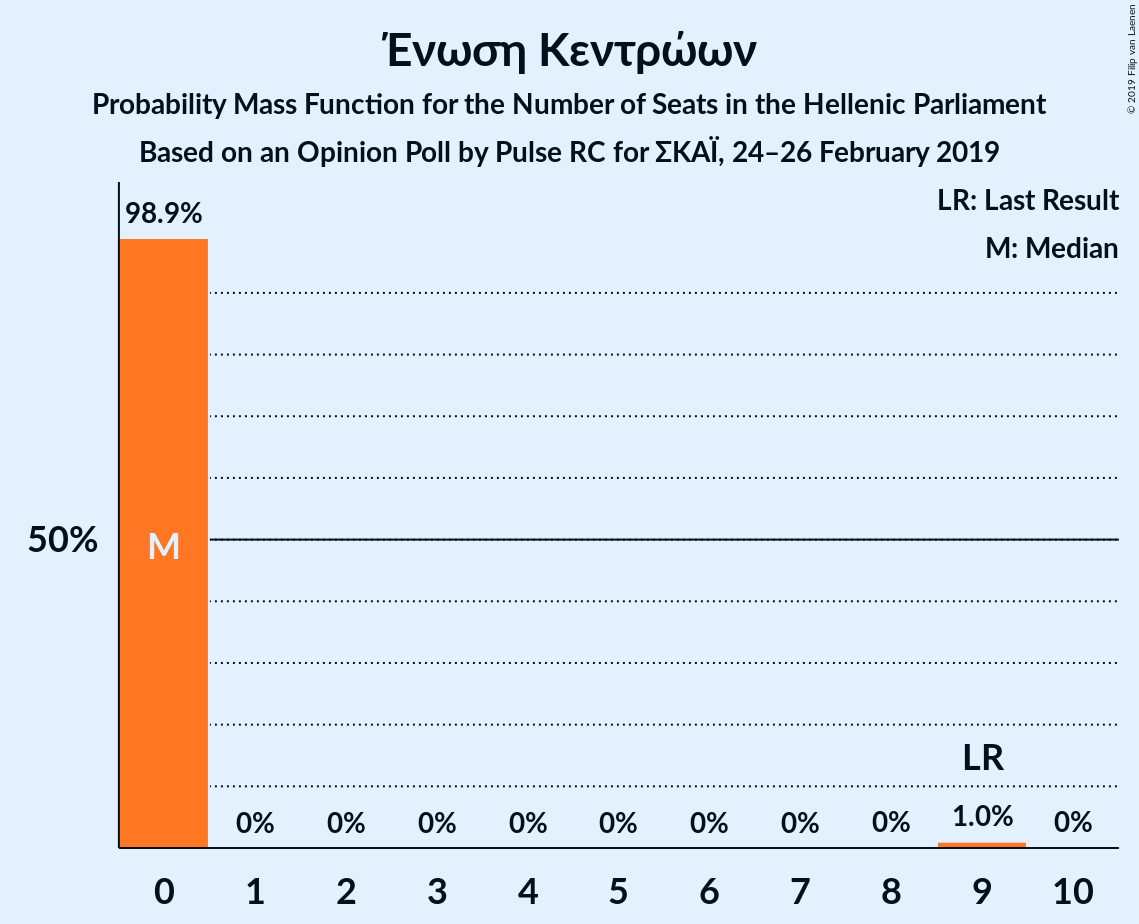 Ένωση Κεντρώων
Probability Mass Function for the Number of Seats in the Hellenic Parliament
Based on an Opinion Poll by Pulse RC for ΣΚΑΪ, 24–26 February 2019
© 2019 Filip van Laenen
LR: Last Result
M: Median
98.9%
50%
M
LR
0% 0% 0% 0% 0% 0% 0% 0% 1.0% 0%
0 1 2 3 4 5 6 7 8 9 10